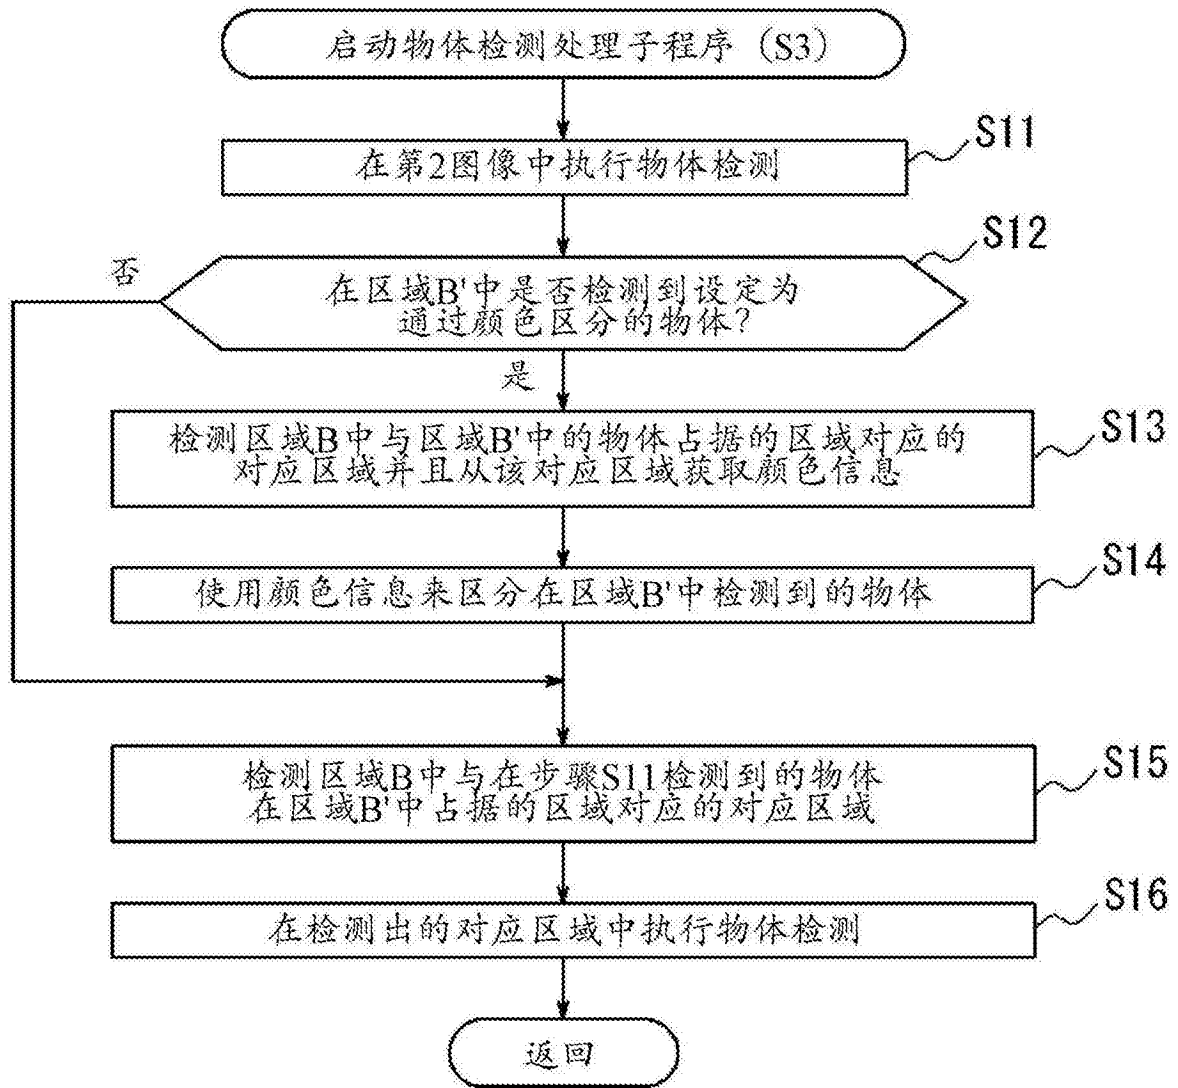 启动物体检测处理子程序（S3）
S11
在第2图像中执行物体检测
S12
否
在区域B'中是否检测到设定为
通过颜色区分的物体？
是
S13
检测区域B中与区域B'中的物体占据的区域对应的
对应区域并且从该对应区域获取颜色信息
S14
使用颜色信息来区分在区域B'中检测到的物体
S15
检测区域B中与在步骤S11检测到的物体
在区域B'中占据的区域对应的对应区域
S16
在检测出的对应区域中执行物体检测
返回